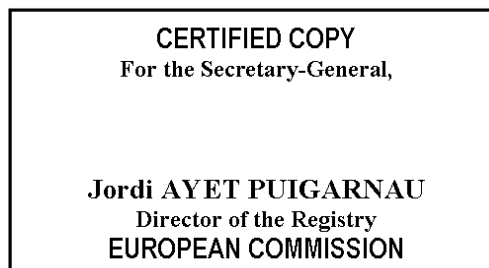 CERTIFIED COPY
For the Secretary-General,
Jordi AYET PUIGARNAU
Director of the Registry
EUROPEAN COMMISSION